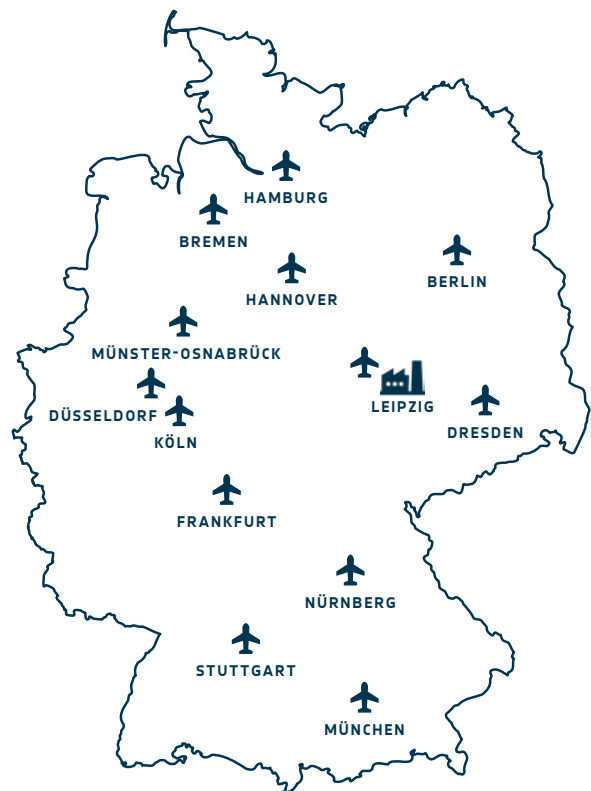 HAMBURG
BREMEN
BERLIN
HANNOVER
MÜNSTER-OSNABRÜCK
LEIPZIG
DÜSSELDORF
DRESDEN
KÖLN
FRANKFURT
NÜRNBERG
STUTTGART
MÜNCHEN